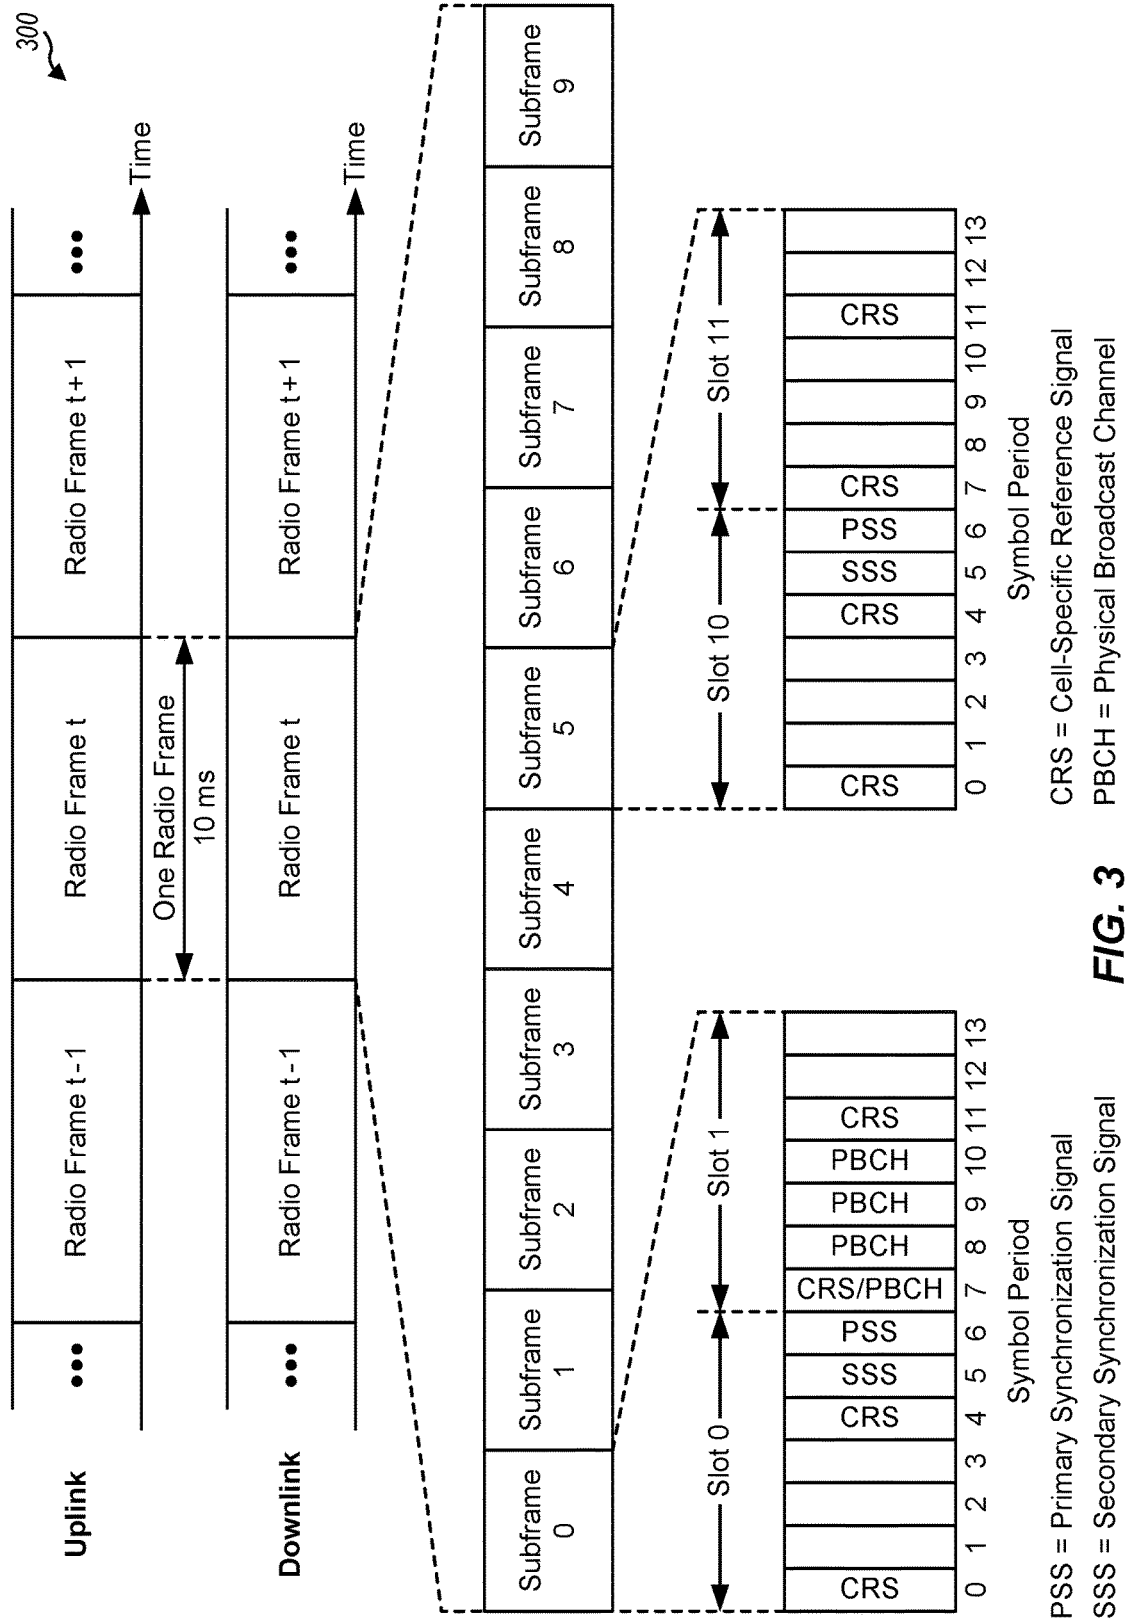 300
Uplink
••• Radio Frame t-1 Radio Frame t Radio Frame t+1 •••
Time
One Radio Frame
10 ms
Downlink
••• Radio Frame t-1 Radio Frame t Radio Frame t+1 •••
Time
Subframe 0 Subframe 1 Subframe 2 Subframe 3 Subframe 4 Subframe 5 Subframe 6 Subframe 7 Subframe 8 Subframe 9
Slot 0 Slot 1
CRS CRS SSS PSS CRS/PBCH PBCH PBCH PBCH CRS
0 1 2 3 4 5 6 7 8 9 10 11 12 13
Symbol Period
Slot 10 Slot 11
CRS CRS SSS PSS CRS CRS
0 1 2 3 4 5 6 7 8 9 10 11 12 13
Symbol Period
PSS = Primary Synchronization Signal
SSS = Secondary Synchronization Signal
CRS = Cell-Specific Reference Signal
PBCH = Physical Broadcast Channel
FIG. 3